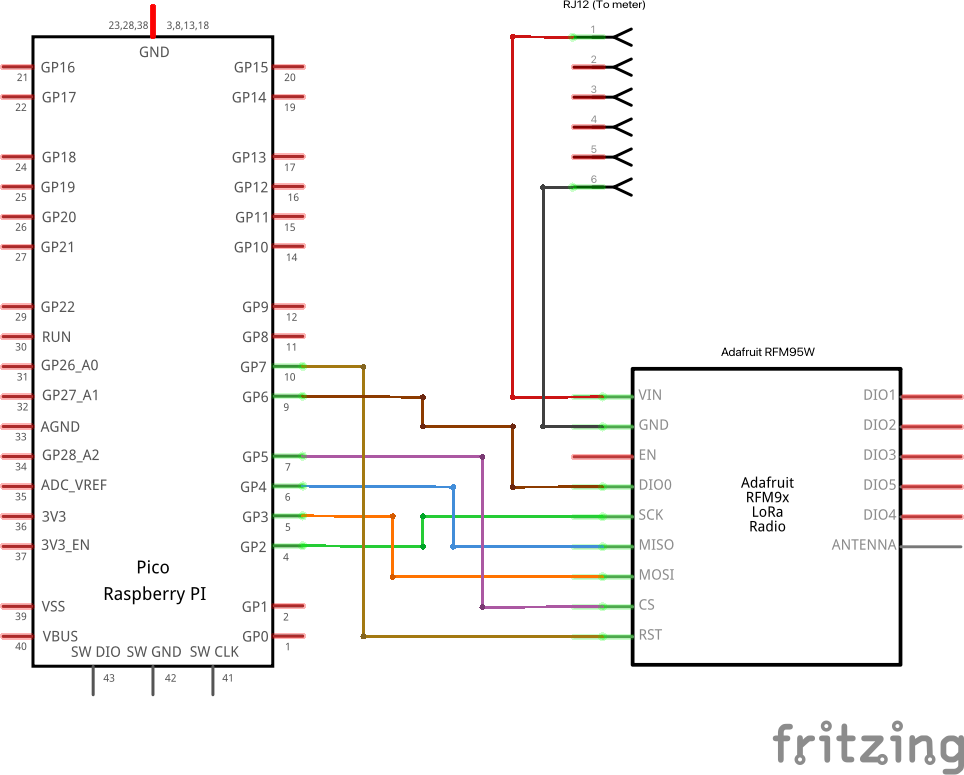 RJ12 (To meter)
1
2
3
4
5
6
23,28,38
3,8,13,18
GND
GP16
21
GP17
22
GP18
24
GP19
25
GP20
26
GP21
27
GP22
29
RUN
30
GP26_A0
31
GP27_A1
32
AGND
33
GP28_A2
34
ADC_VREF
35
3V3
36
3V3_EN
37
VSS
39
VBUS
40
GP15
20
GP14
19
GP13
17
GP12
16
GP11
15
GP10
14
GP9
12
GP8
11
GP7
10
GP6
9
GP5
7
GP4
6
GP3
5
GP2
4
GP1
2
GP0
1
Pico
Raspberry PI
SW DIO SW GND SW CLK
43
42
41
Adafruit RFM95W
VIN
GND
EN
DIO0
SCK
MISO
MOSI
CS
RST
Adafruit
RFM9x
LoRa
Radio
DIO1
DIO2
DIO3
DIO5
DIO4
ANTENNA
fritzing